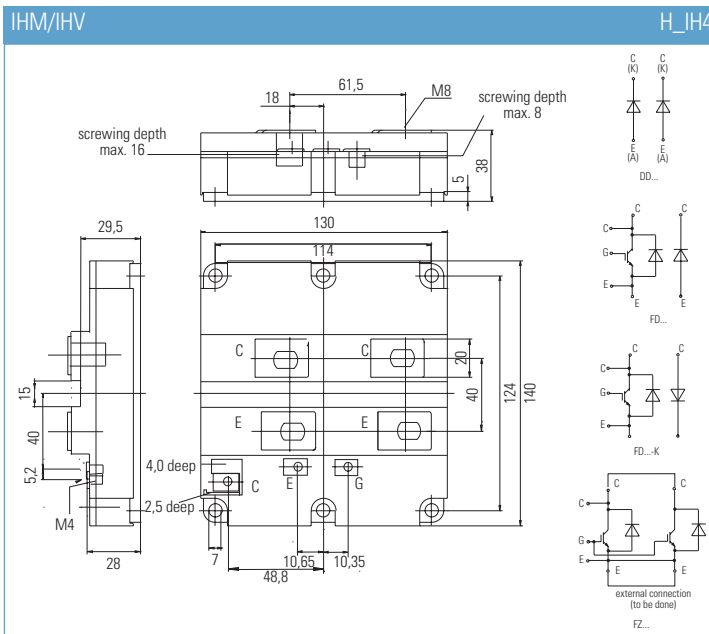 IHM/IHV
H_IH4
61,5
18
M8
screwing depth
max. 16
screwing depth
max. 8
38
5
29,5
130
114
C
C
20
40
124
140
15
40
5,2
E
E
4,0 deep
C
E
G
2,5 deep
M4
28
7
10,65
10,35
48,8
C
(K)
C
(K)
E
(A)
E
(A)
DD...
C
C
C
G
E
E
E
FD...
C
C
C
G
E
E
FD...-K
C
C
C
G
E
E
E
external connection
(to be done)
FZ...